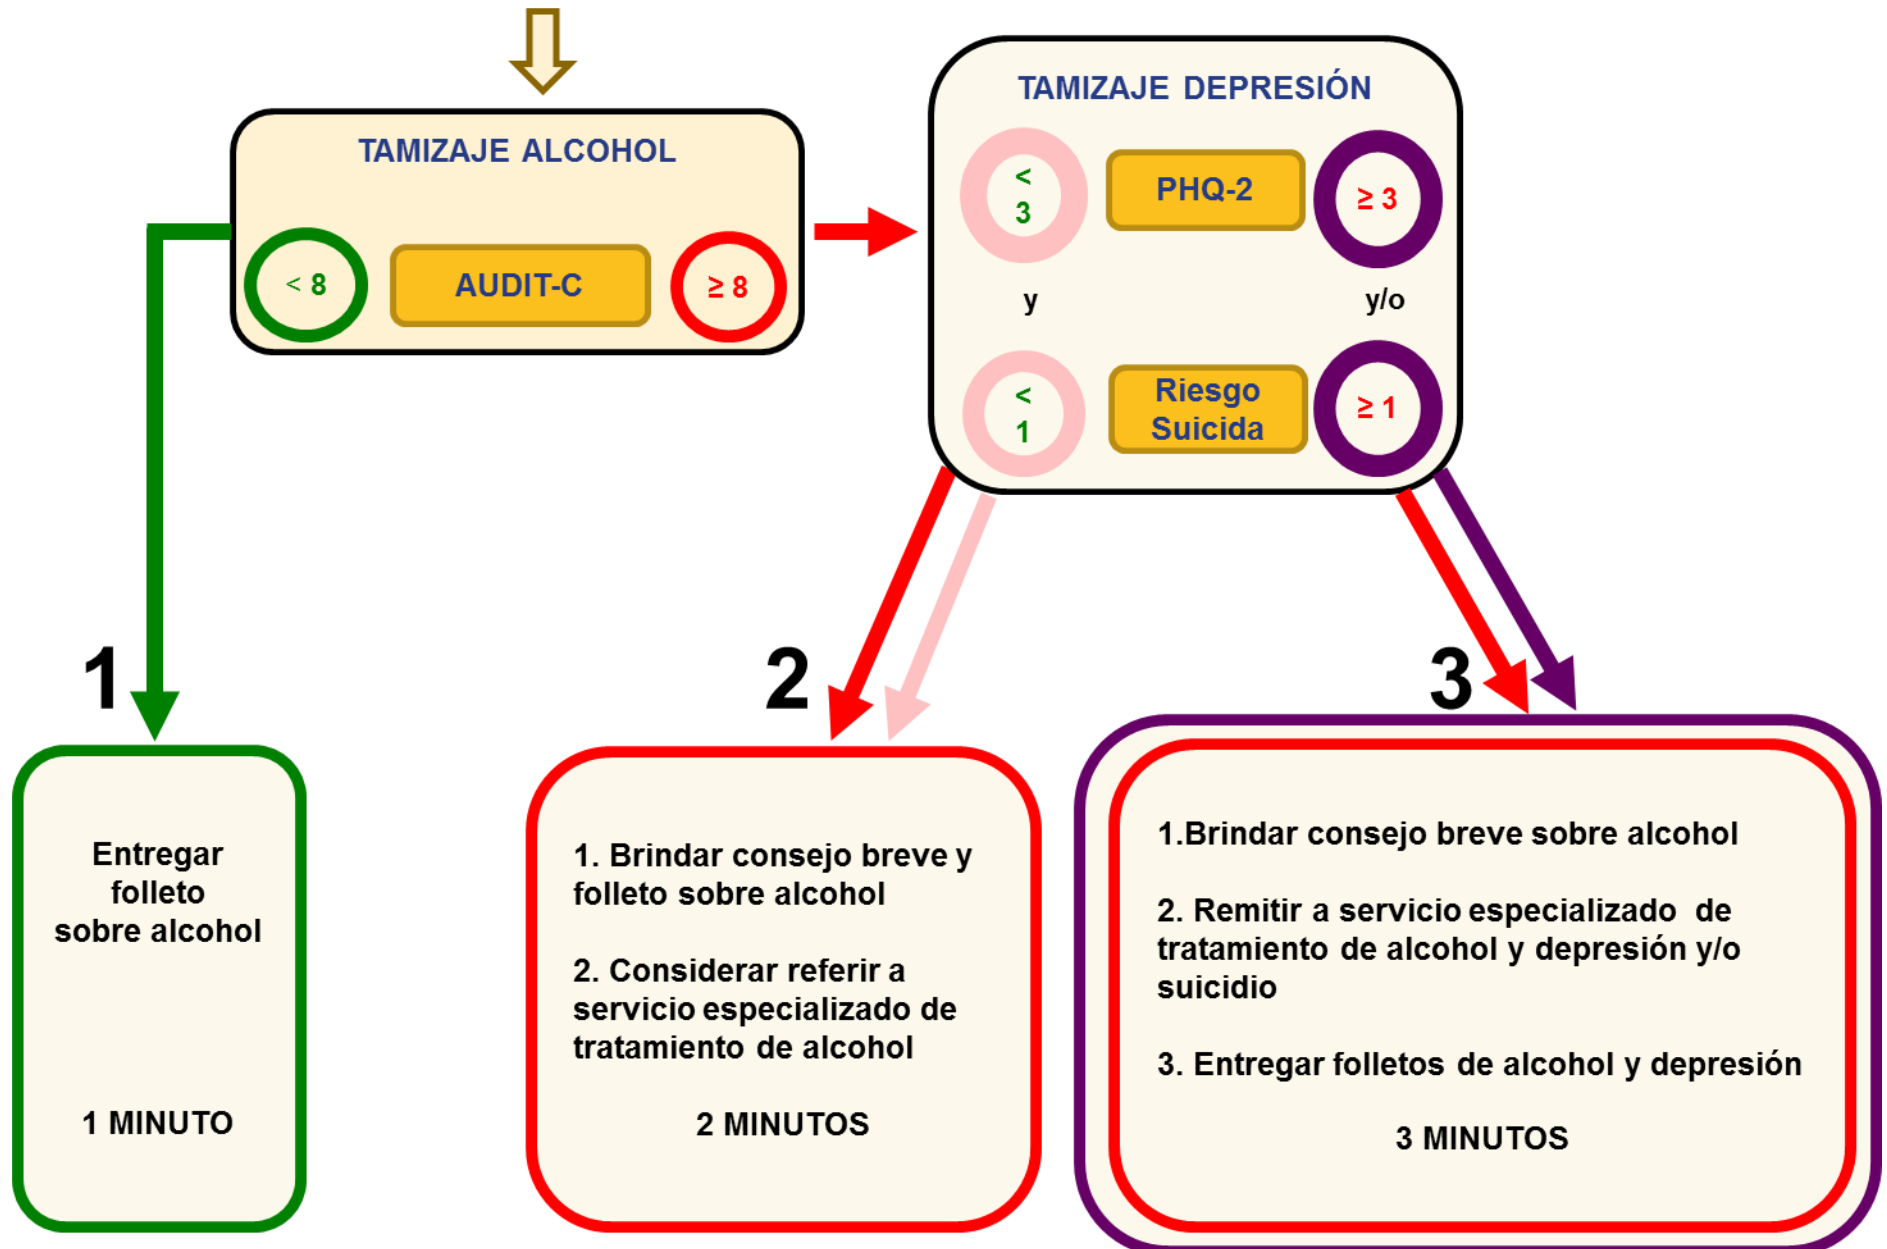 TAMIZAJE ALCOHOL
< 8
AUDIT-C
≥ 8
TAMIZAJE DEPRESIÓN
<
3
PHQ-2
≥ 3
y
y/o
<
1
Riesgo
Suicida
≥ 1
1
Entregar
folleto
sobre alcohol
1 MINUTO
2
1. Brindar consejo breve y
folleto sobre alcohol
2. Considerar referir a
servicio especializado de
tratamiento de alcohol
2 MINUTOS
3
1.Brindar consejo breve sobre alcohol
2. Remitir a servicio especializado de
tratamiento de alcohol y depresión y/o
suicidio
3. Entregar folletos de alcohol y depresión
3 MINUTOS